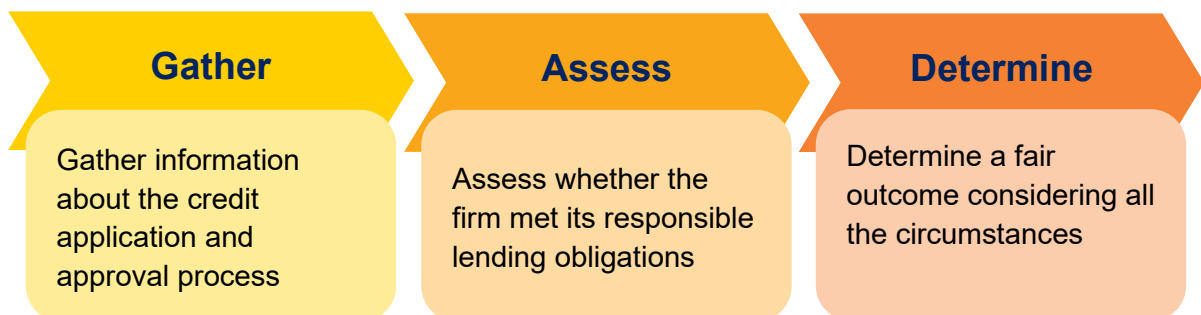 Gather
Gather information
about the credit
application and
approval process
Assess
Assess whether the
firm met its responsible
lending obligations
Determine
Determine a fair
outcome considering all
the circumstances